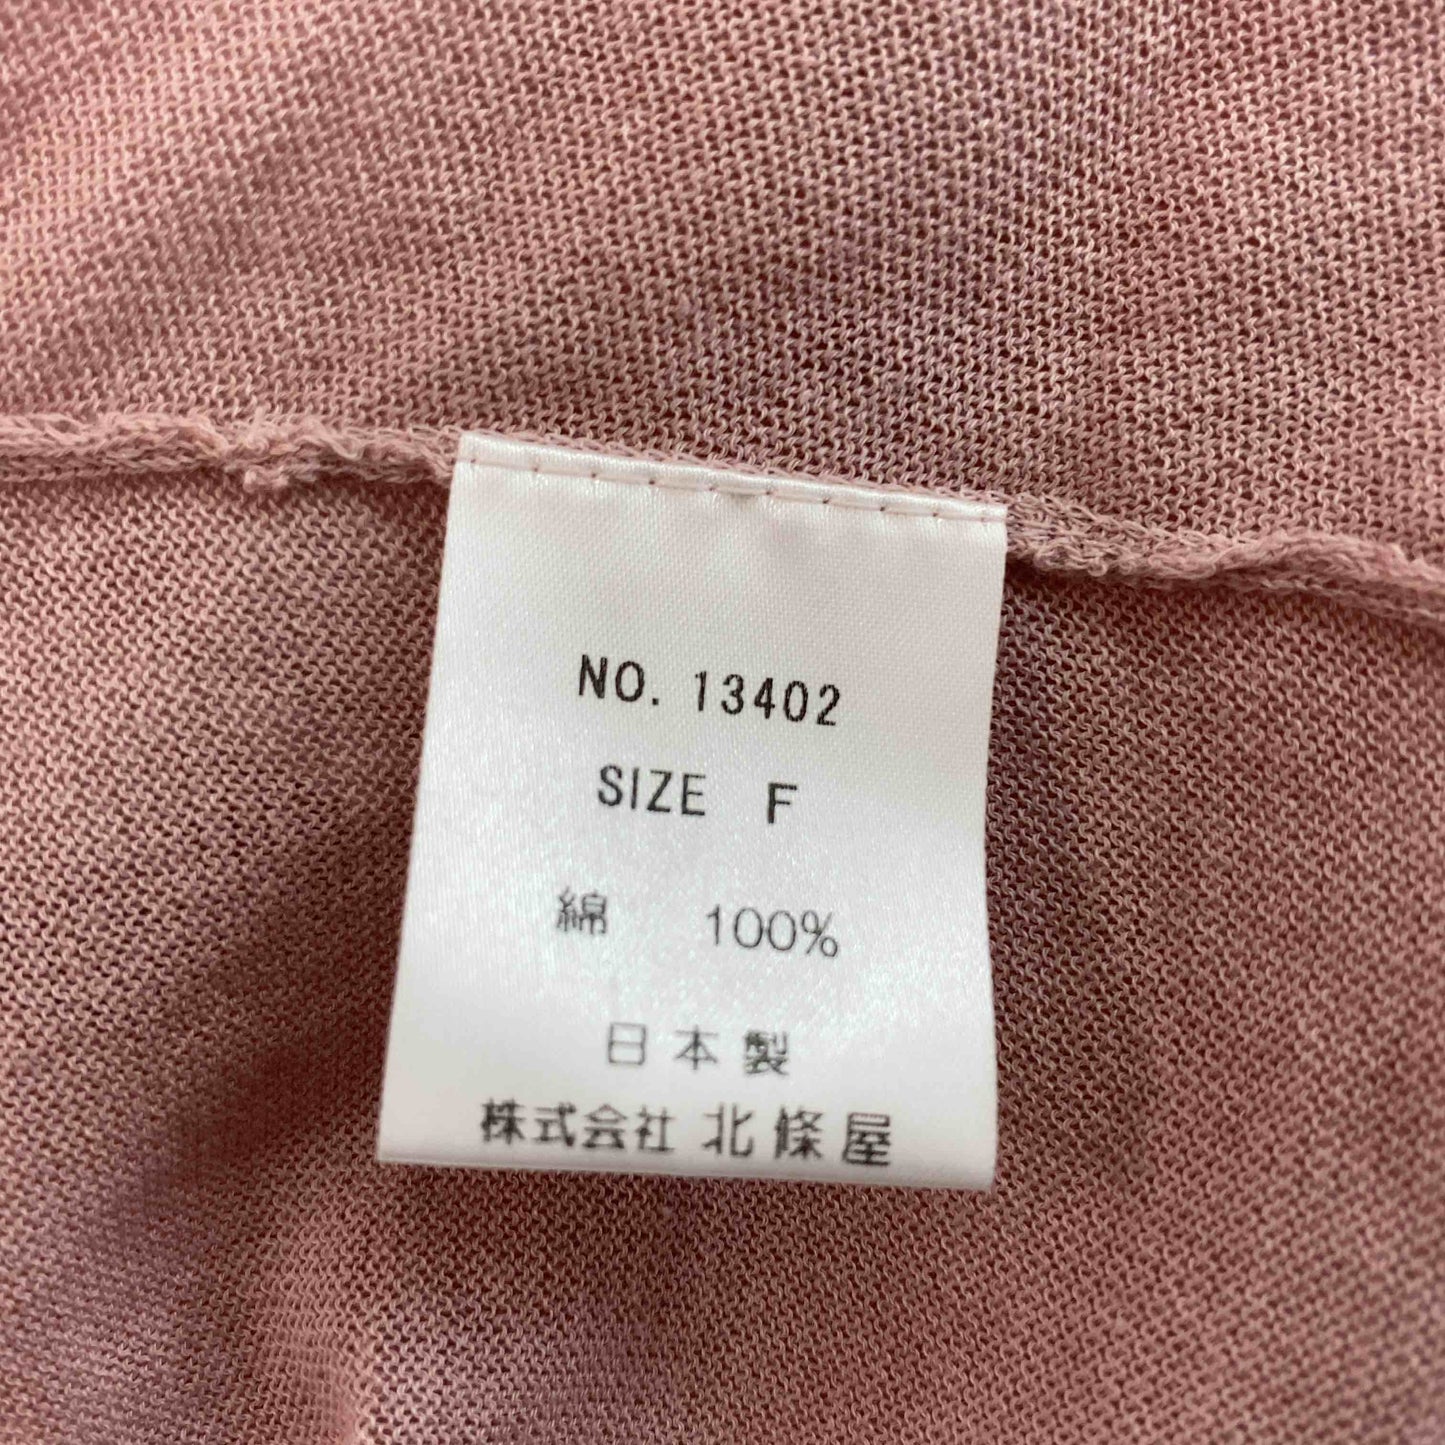 NO. 13402
SIZE F
綿 100%
日本製
株式会社 北條屋